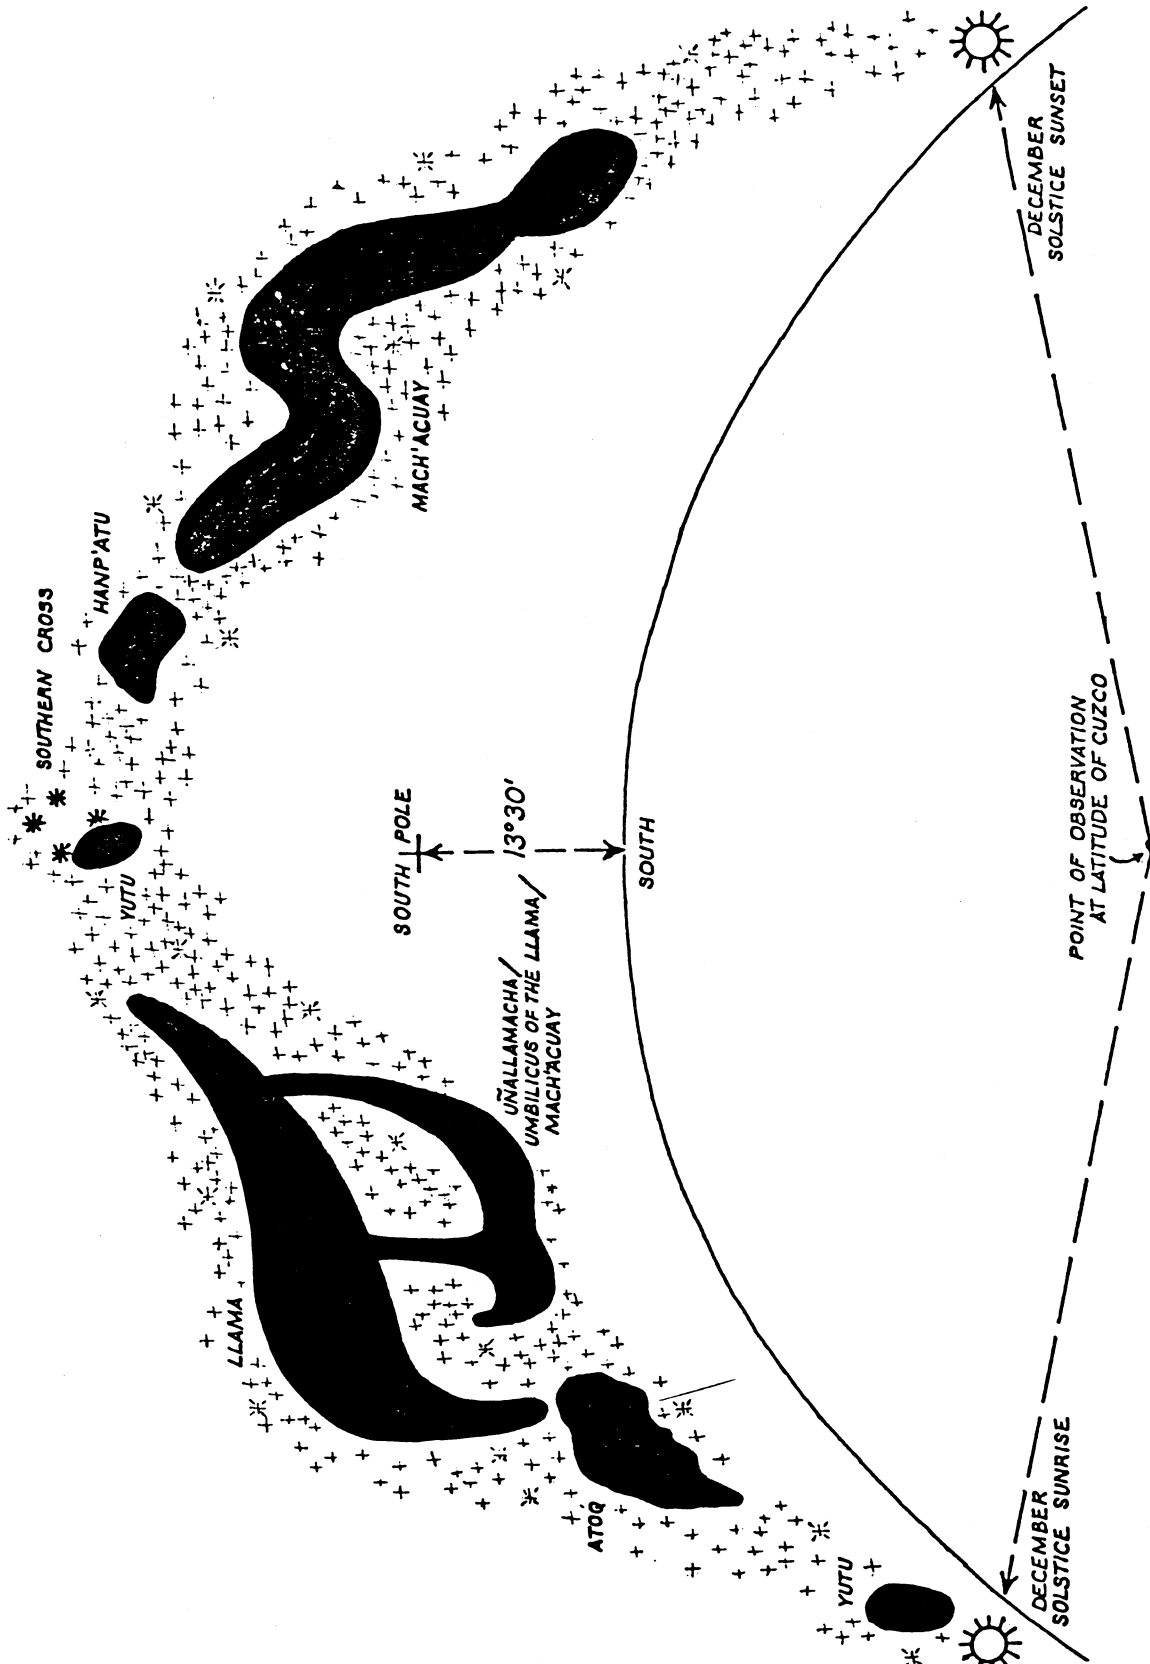 SOUTHERN CROSS
HANP'ATU
YUTU
MACH'ACUAY
LLAMA
SOUTH POLE
13°30'
UÑALLAMACHA/
UMBILICUS OF THE LLAMA/
MACH'ACUAY
SOUTH
ATOQ
YUTU
DECEMBER
SOLSTICE SUNRISE
POINT OF OBSERVATION
AT LATITUDE OF CUZCO
DECEMBER
SOLSTICE SUNSET